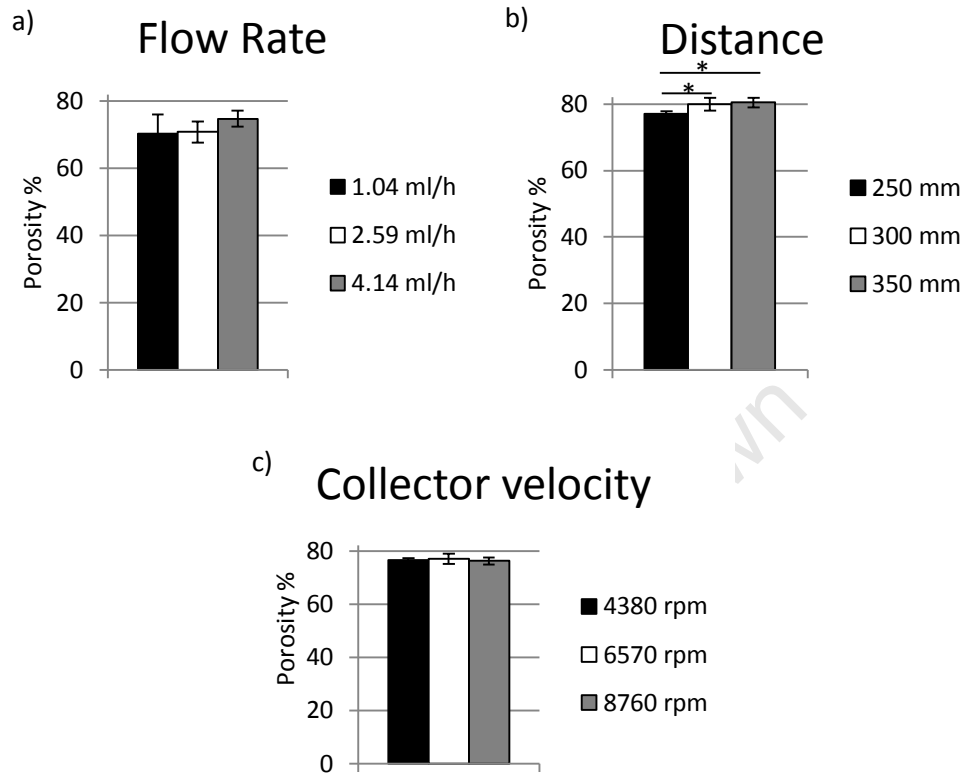 a)
Flow Rate
80
60
40
20
0
Porosity %
1.04 ml/h
2.59 ml/h
4.14 ml/h
b)
Distance
*
*
80
60
40
20
0
Porosity %
250 mm
300 mm
350 mm
wn
c)
Collector velocity
80
60
40
20
0
Porosity %
4380 rpm
6570 rpm
8760 rpm